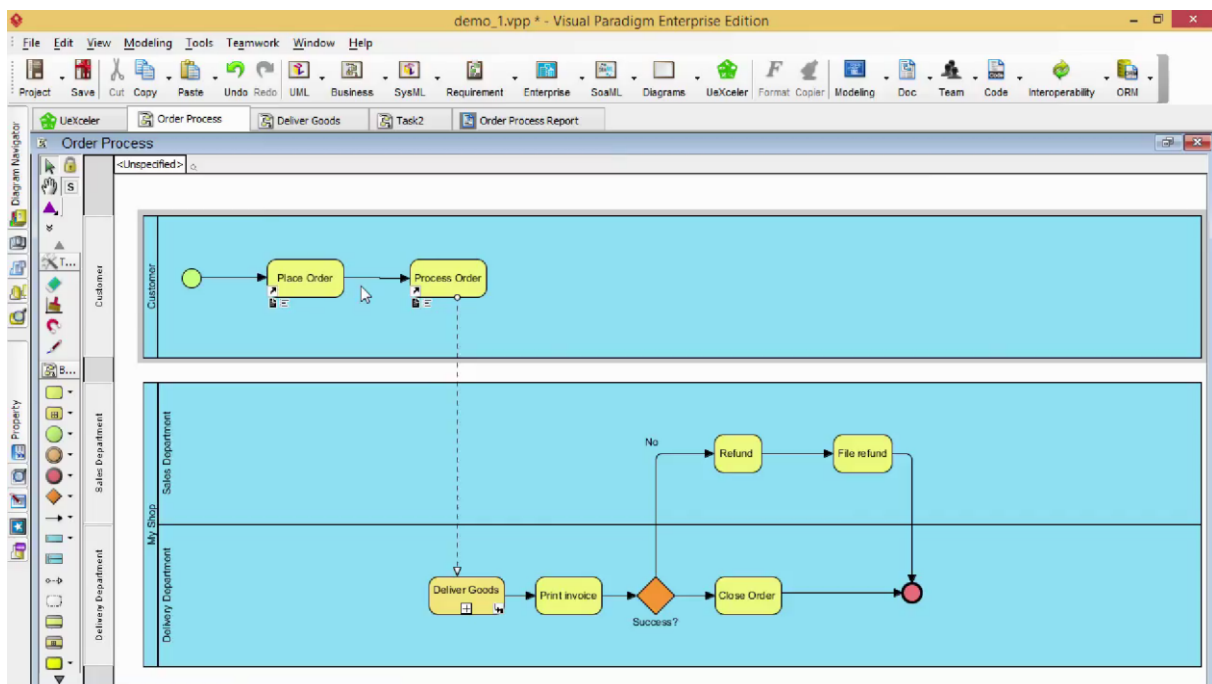 demo_1.vpp * - Visual Paradigm Enterprise Edition
File Edit View Modeling Tools Teamwork Window Help
Project Save Cut Copy Paste Undo Redo UML Business SysML Requirement Enterprise SoaML Diagrams UeXceler Format Copier Modeling Doc Team Code Interoperability ORM
UeXceler Order Process Deliver Goods Task2 Order Process Report
Order Process
<Unspecified>
S
T...
B...
Diagram Navigator
Property
Customer
Sales Department
Delivery Department
Customer
Place Order
Process Order
My Shop
Sales Department
No
Refund
File refund
Delivery Department
Deliver Goods
Print invoice
Success?
Close Order